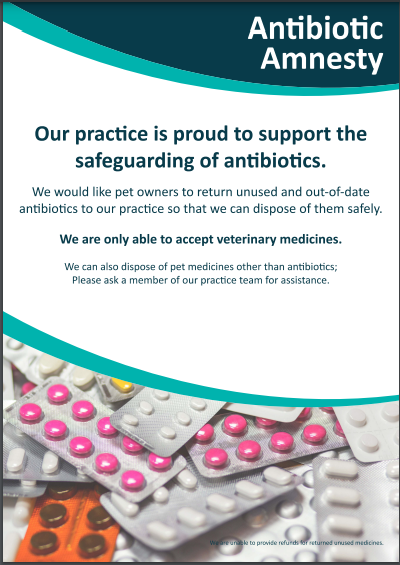 Antibiotic
Amnesty
Our practice is proud to support the
safeguarding of antibiotics.
We would like pet owners to return unused and out-of-date
antibiotics to our practice so that we can dispose of them safely.
We are only able to accept veterinary medicines.
We can also dispose of pet medicines other than antibiotics;
Please ask a member of our practice team for assistance.
We are unable to provide refunds for returned unused medicines.